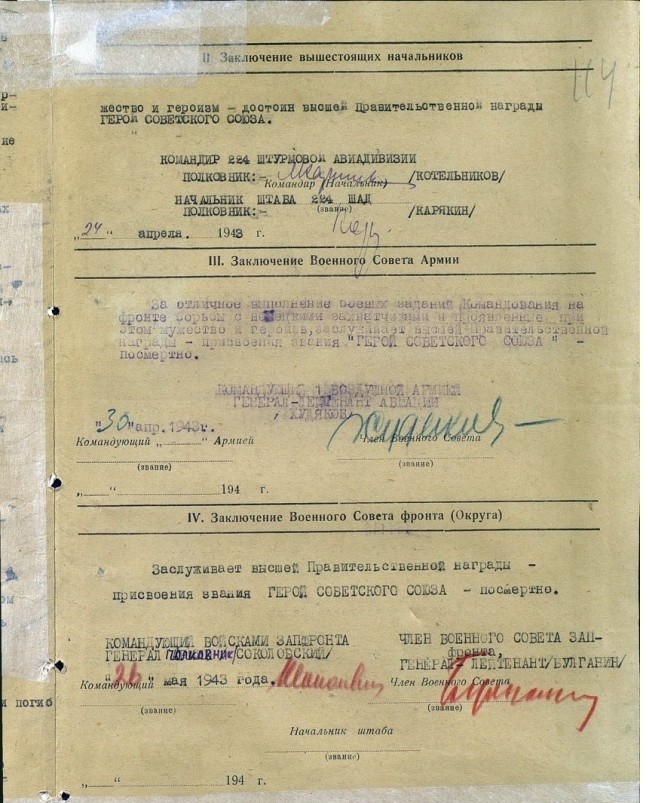 114
II Заключение вышестоящих начальников
жество и героизм - достоин высшей Правительственной награды
ГЕРОЙ СОВЕТСКОГО СОЮЗА.
КОМАНДИР 224 ШТУРМОВОЙ АВИАДИВИЗИИ
ПОЛКОВНИК:- /КОТЕЛЬНИКОВ/
Командир (Начальник)
НАЧАЛЬНИК ШТАБА 224 ШАД
(звание)
ПОЛКОВНИК:- /КАРЯКИН/
„24" апреля. 1943 г.
III. Заключение Военного Совета Армии
За отличное выполнение боевых заданий Командования на
фронте борьбы с немецкими захватчиками и проявленные при
этом мужество и героизм, заслуживает высшей Правительственной
награды - присвоения звания "ГЕРОЙ СОВЕТСКОГО СОЮЗА" -
посмертно.
КОМАНДУЮЩИЙ 1 ВОЗДУШНОЙ АРМИЕЙ
ГЕНЕРАЛ-ЛЕЙТЕНАНТ АВИАЦИИ
/ХУДЯКОВ/
"30" апр. 1943г.
Командующий „ " Армией Член Военного Совета
(звание) (звание)
„ " 194 г.
IV. Заключение Военного Совета фронта (Округа)
Заслуживает высшей Правительственной награды -
присвоения звания ГЕРОЙ СОВЕТСКОГО СОЮЗА - посмертно.
КОМАНДУЮЩИЙ ВОЙСКАМИ ЗАПФРОНТА ЧЛЕН ВОЕННОГО СОВЕТА ЗАП-
фронта,
ГЕНЕРАЛ ПОЛКОВНИК/СОКОЛОВСКИЙ/ ГЕНЕРАЛ-ЛЕЙТЕНАНТ/БУЛГАНИН/
"26" мая 1943 года.
Командующий Член Военного Совета
(звание) (звание)
и погиб
Начальник штаба
(звание)
„ " 194 г.